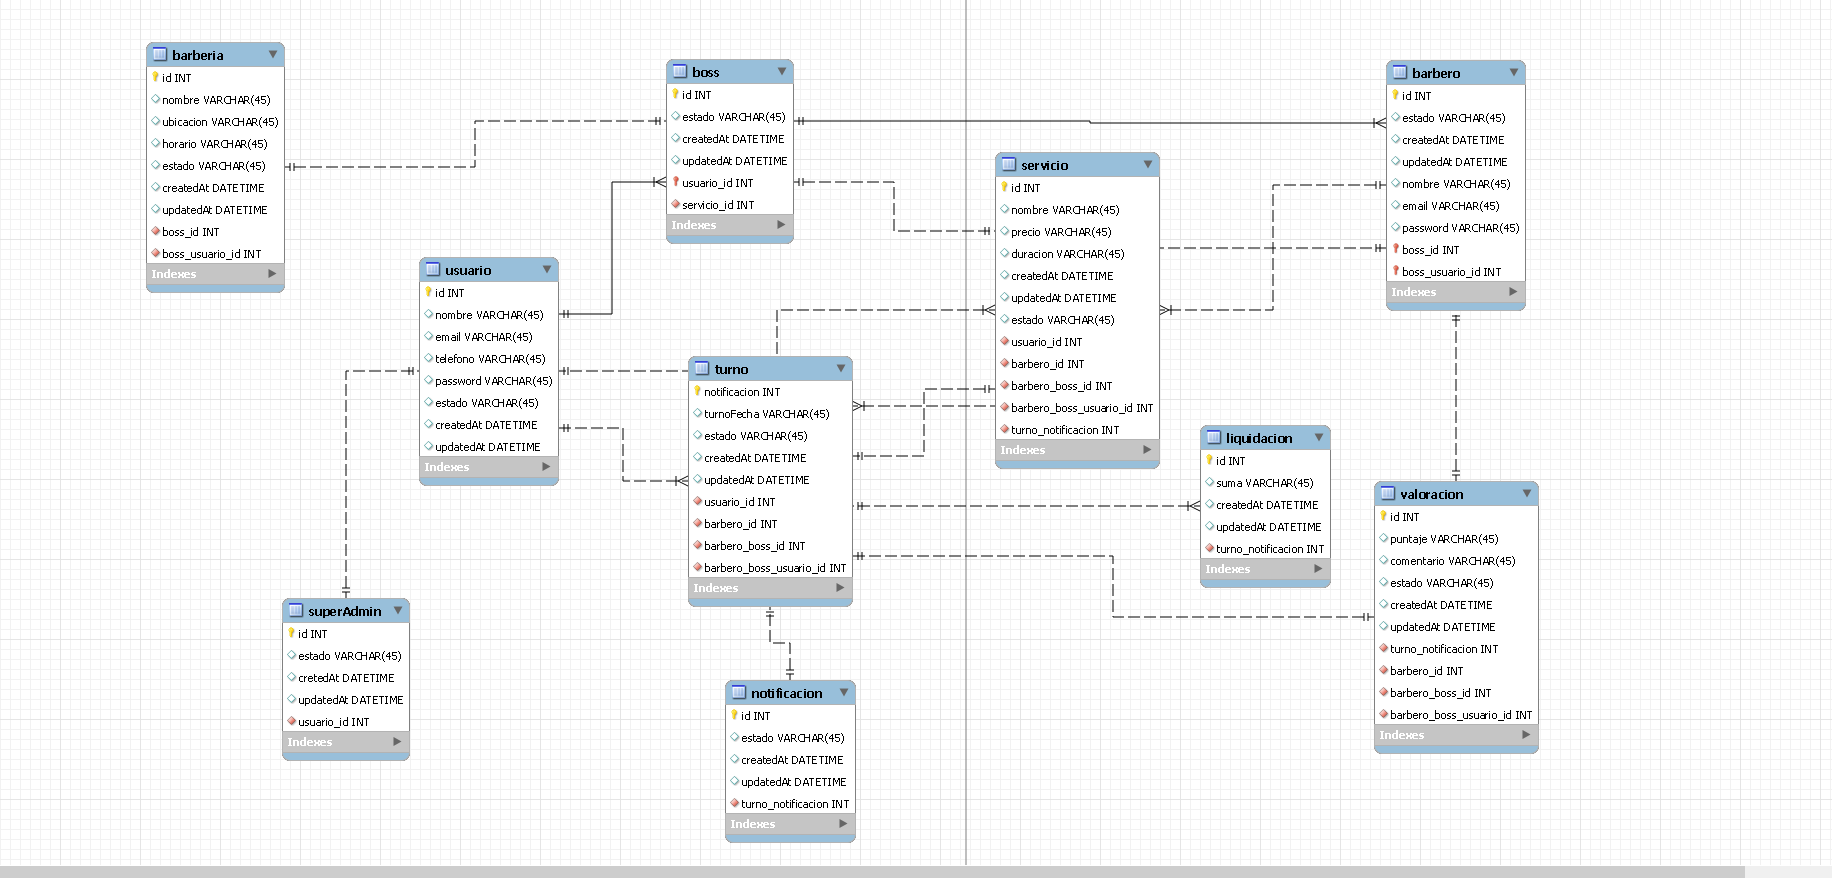 barberia
id INT
nombre VARCHAR(45)
ubicacion VARCHAR(45)
horario VARCHAR(45)
estado VARCHAR(45)
createdAt DATETIME
updatedAt DATETIME
boss_id INT
boss_usuario_id INT
Indexes
boss
id INT
estado VARCHAR(45)
createdAt DATETIME
updatedAt DATETIME
usuario_id INT
servicio_id INT
Indexes
barbero
id INT
estado VARCHAR(45)
createdAt DATETIME
updatedAt DATETIME
nombre VARCHAR(45)
email VARCHAR(45)
password VARCHAR(45)
boss_id INT
boss_usuario_id INT
Indexes
servicio
id INT
nombre VARCHAR(45)
precio VARCHAR(45)
duracion VARCHAR(45)
createdAt DATETIME
updatedAt DATETIME
estado VARCHAR(45)
usuario_id INT
barbero_id INT
barbero_boss_id INT
barbero_boss_usuario_id INT
turno_notificacion INT
Indexes
usuario
id INT
nombre VARCHAR(45)
email VARCHAR(45)
telefono VARCHAR(45)
password VARCHAR(45)
estado VARCHAR(45)
createdAt DATETIME
updatedAt DATETIME
Indexes
turno
notificacion INT
turnoFecha VARCHAR(45)
estado VARCHAR(45)
createdAt DATETIME
updatedAt DATETIME
usuario_id INT
barbero_id INT
barbero_boss_id INT
barbero_boss_usuario_id INT
Indexes
liquidacion
id INT
suma VARCHAR(45)
createdAt DATETIME
updatedAt DATETIME
turno_notificacion INT
Indexes
valoracion
id INT
puntaje VARCHAR(45)
comentario VARCHAR(45)
estado VARCHAR(45)
createdAt DATETIME
updatedAt DATETIME
turno_notificacion INT
barbero_id INT
barbero_boss_id INT
barbero_boss_usuario_id INT
Indexes
superAdmin
id INT
estado VARCHAR(45)
cretedAt DATETIME
updatedAt DATETIME
usuario_id INT
Indexes
notificacion
id INT
estado VARCHAR(45)
createdAt DATETIME
updatedAt DATETIME
turno_notificacion INT
Indexes